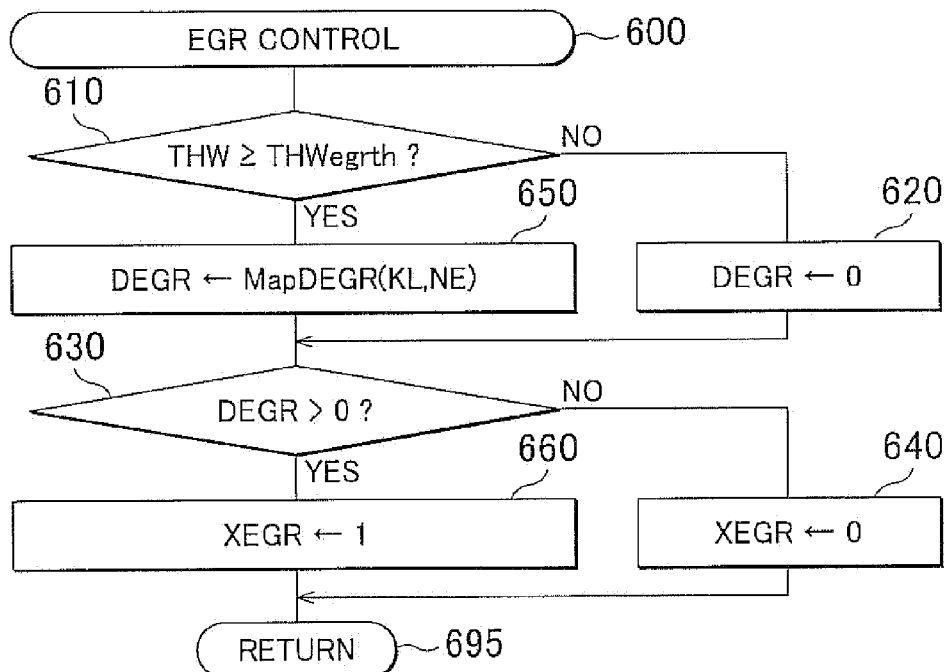 EGR CONTROL
600
610
THW ≥ THWegrth ?
NO
YES
650
620
DEGR ← MapDEGR(KL,NE)
DEGR ← 0
630
DEGR > 0 ?
NO
YES
660
640
XEGR ← 1
XEGR ← 0
RETURN
695